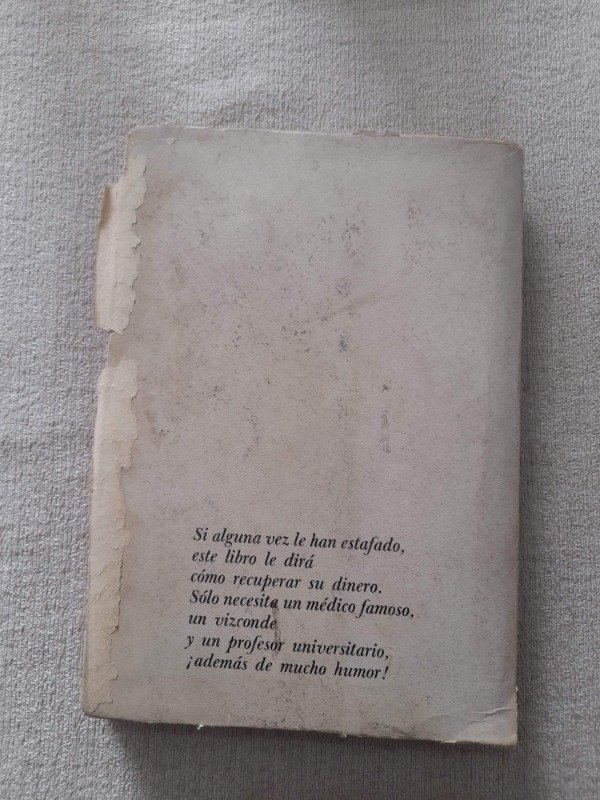 Si alguna vez le han estafado,
este libro le dirá
cómo recuperar su dinero.
Sólo necesita un médico famoso,
un vizconde
y un profesor universitario,
¡además de mucho humor!